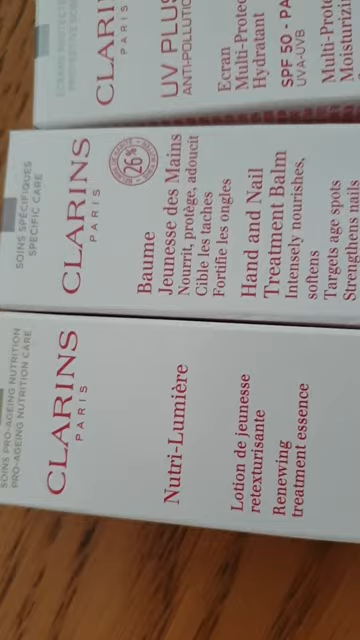 CLARI
PARIS
UV PLUS
ANTI-POLLUTIO
Ecran
Multi-Protec
Hydratant
SPF 50 · PA
UVA-UVB
Multi-Prote
Moisturizi
SOINS SPÉCIFIQUES
SPECIFIC CARE
CLARINS
PARIS
26%
Baume
Jeunesse des Mains
Nourrit, protège, adoucit
Cible les taches
Fortifie les ongles
Hand and Nail
Treatment Balm
Intensely nourishes,
softens
Targets age spots
Strengthens nails
SOINS PRO-AGEING NUTRITION
PRO-AGEING NUTRITION CARE
CLARINS
PARIS
Nutri-Lumière
Lotion de jeunesse
retexturisante
Renewing
treatment essence